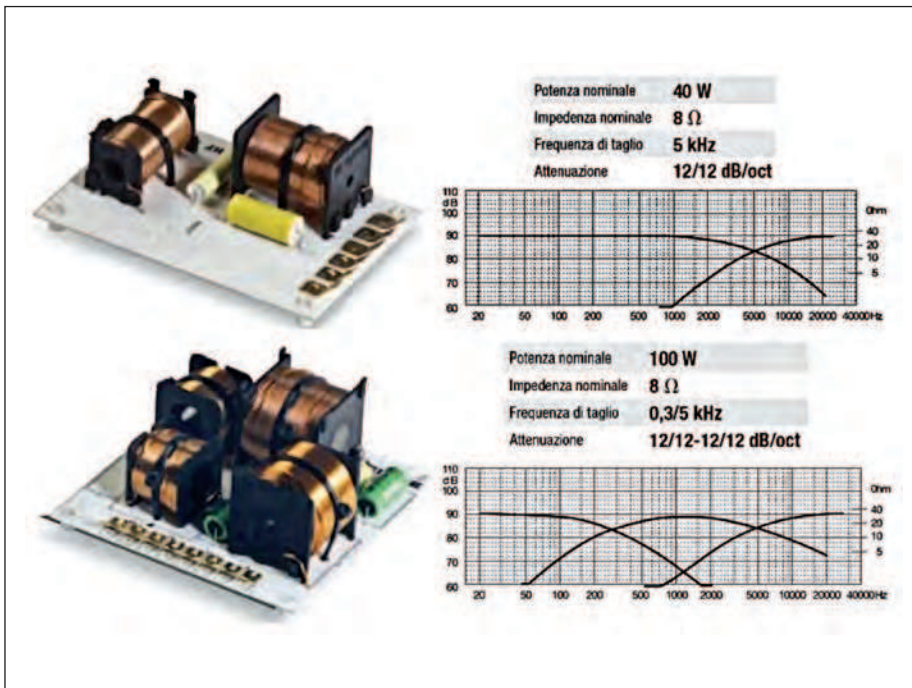 Potenza nominale 40 W
Impedenza nominale 8 Ω
Frequenza di taglio 5 kHz
Attenuazione 12/12 dB/oct
110
dB
100
90
80
70
60
Ohm
40
20
10
5
20 50 100 200 500 1000 2000 5000 10000 20000 40000Hz
Potenza nominale 100 W
Impedenza nominale 8 Ω
Frequenza di taglio 0,3/5 kHz
Attenuazione 12/12-12/12 dB/oct
110
dB
100
90
80
70
60
Ohm
40
20
10
5
20 50 100 200 500 1000 2000 5000 10000 20000 40000Hz